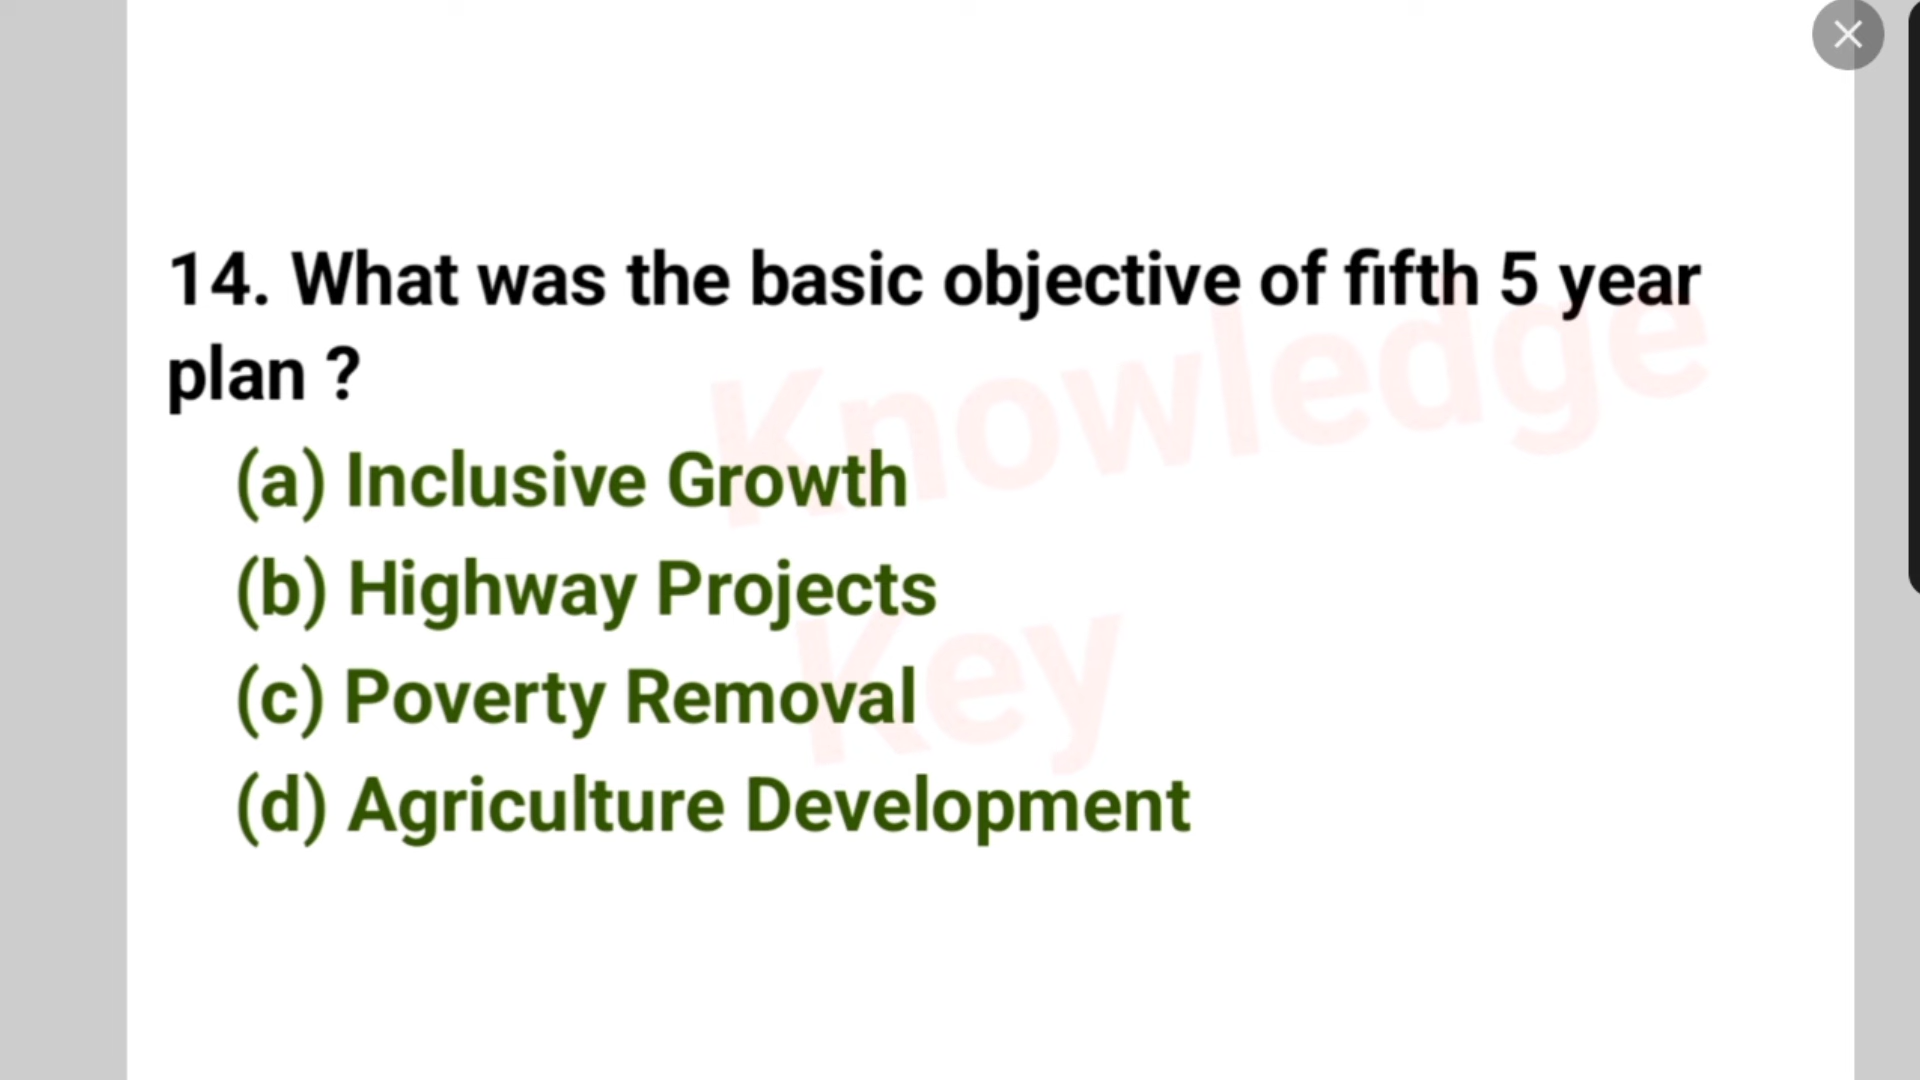 14. What was the basic objective of fifth 5 year
plan ?
(a) Inclusive Growth
(b) Highway Projects
(c) Poverty Removal
(d) Agriculture Development
Knowledge
Key